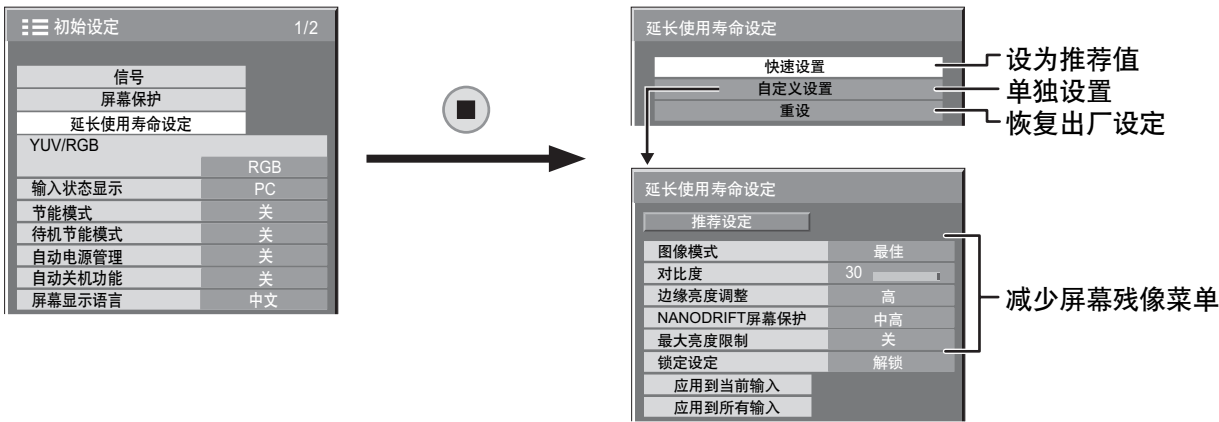 初始设定 1/2
信号
屏幕保护
延长使用寿命设定
YUV/RGB
RGB
输入状态显示 PC
节能模式 关
待机节能模式 关
自动电源管理 关
自动关机功能 关
屏幕显示语言 中文
延长使用寿命设定
快速设置
自定义设置
重设
设为推荐值
单独设置
恢复出厂设定
延长使用寿命设定
推荐设定
图像模式 最佳
对比度 30
边缘亮度调整 高
NANODRIFT屏幕保护 中高
最大亮度限制 关
锁定设定 解锁
应用到当前输入
应用到所有输入
减少屏幕残像菜单